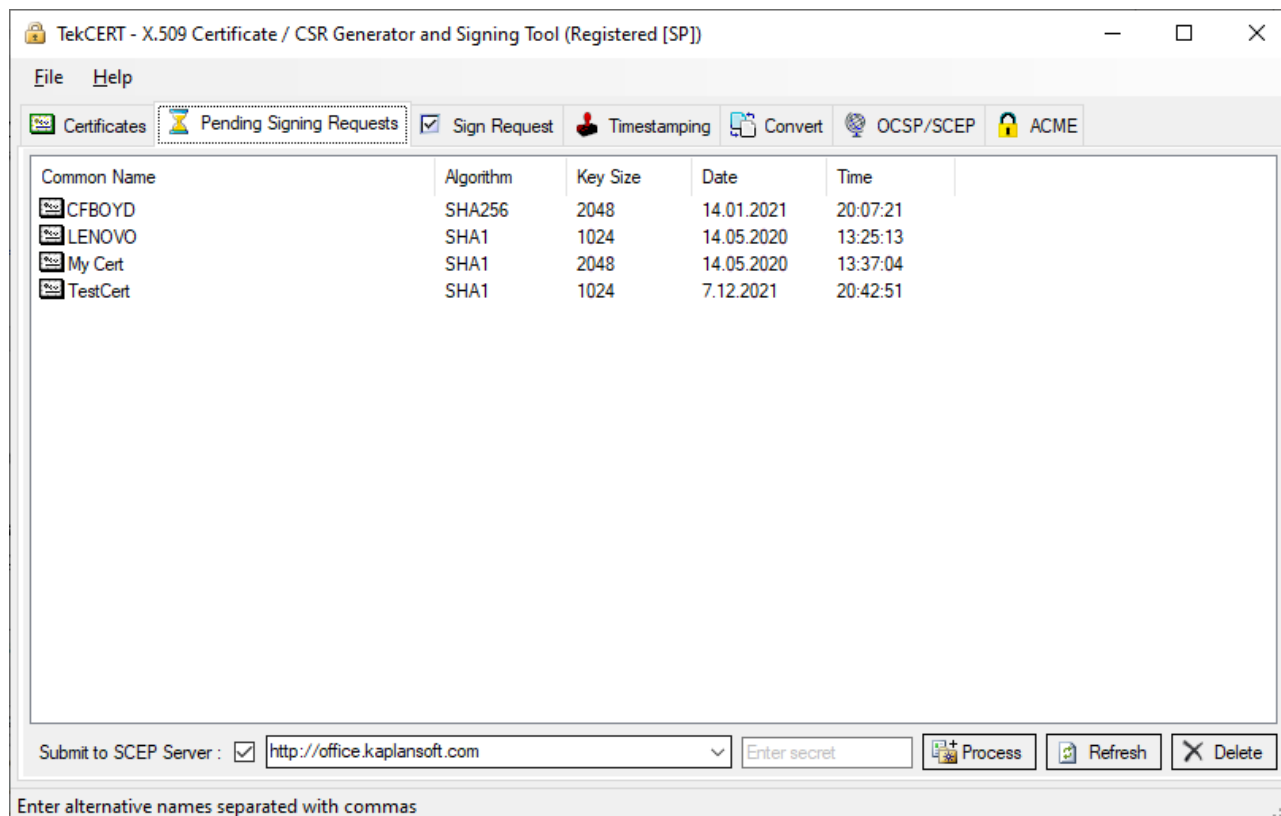 TekCERT - X.509 Certificate / CSR Generator and Signing Tool (Registered [SP])
File Help
Certificates Pending Signing Requests Sign Request Timestamping Convert OCSP/SCEP ACME
Common Name Algorithm Key Size Date Time
CFBOYD SHA256 2048 14.01.2021 20:07:21
LENOVO SHA1 1024 14.05.2020 13:25:13
My Cert SHA1 2048 14.05.2020 13:37:04
TestCert SHA1 1024 7.12.2021 20:42:51
Submit to SCEP Server : http://office.kaplansoft.com Enter secret Process Refresh Delete
Enter alternative names separated with commas